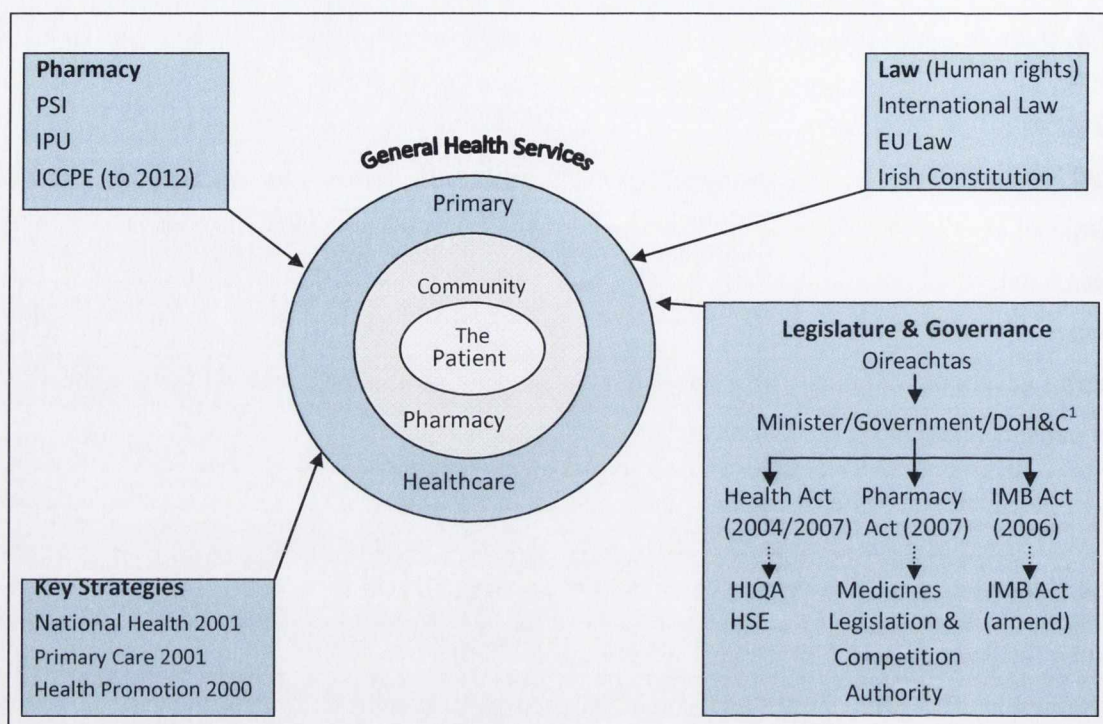 Pharmacy
PSI
IPU
ICCPE (to 2012)
Law (Human rights)
International Law
EU Law
Irish Constitution
General Health Services
Primary
Community
The
Patient
Pharmacy
Healthcare
Legislature & Governance
Oireachtas
Minister/Government/DoH&C¹
Health Act Pharmacy IMB Act
(2004/2007) Act (2007) (2006)
HIQA Medicines IMB Act
HSE Legislation & (amend)
Competition
Authority
Key Strategies
National Health 2001
Primary Care 2001
Health Promotion 2000